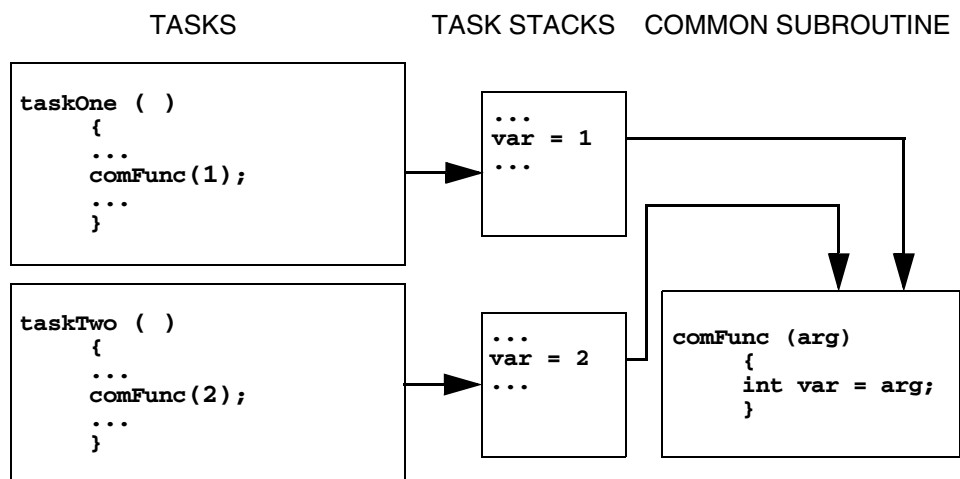 TASKS TASK STACKS COMMON SUBROUTINE
taskOne ( )
{
...
comFunc(1);
...
}
...
var = 1
...
taskTwo ( )
{
...
comFunc(2);
...
}
...
var = 2
...
comFunc (arg)
{
int var = arg;
}